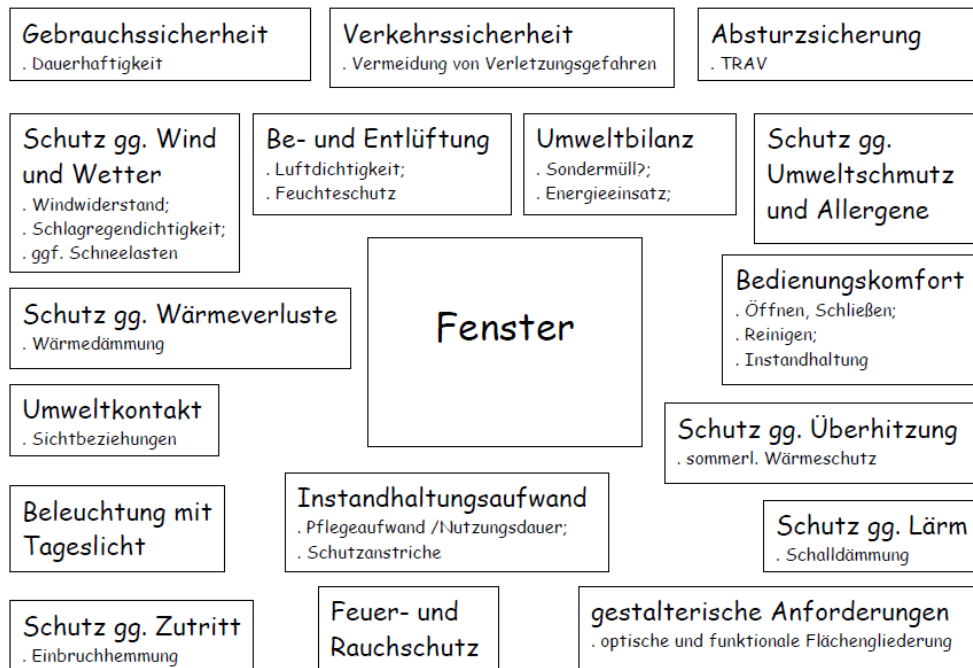 Gebrauchssicherheit
. Dauerhaftigkeit
Verkehrssicherheit
. Vermeidung von Verletzungsgefahren
Absturzsicherung
. TRAV
Schutz gg. Wind
und Wetter
. Windwiderstand;
. Schlagregendichtigkeit;
. ggf. Schneelasten
Be- und Entlüftung
. Luftdichtigkeit;
. Feuchteschutz
Umweltbilanz
. Sondermüll?;
. Energieeinsatz;
Schutz gg.
Umweltschmutz
und Allergene
Fenster
Bedienungskomfort
. Öffnen, Schließen;
. Reinigen;
. Instandhaltung
Schutz gg. Wärmeverluste
. Wärmedämmung
Umweltkontakt
. Sichtbeziehungen
Schutz gg. Überhitzung
. sommerl. Wärmeschutz
Beleuchtung mit
Tageslicht
Instandhaltungsaufwand
. Pflegeaufwand /Nutzungsdauer;
. Schutzanstriche
Schutz gg. Lärm
. Schalldämmung
Schutz gg. Zutritt
. Einbruchhemmung
Feuer- und
Rauchschutz
gestalterische Anforderungen
. optische und funktionale Flächengliederung